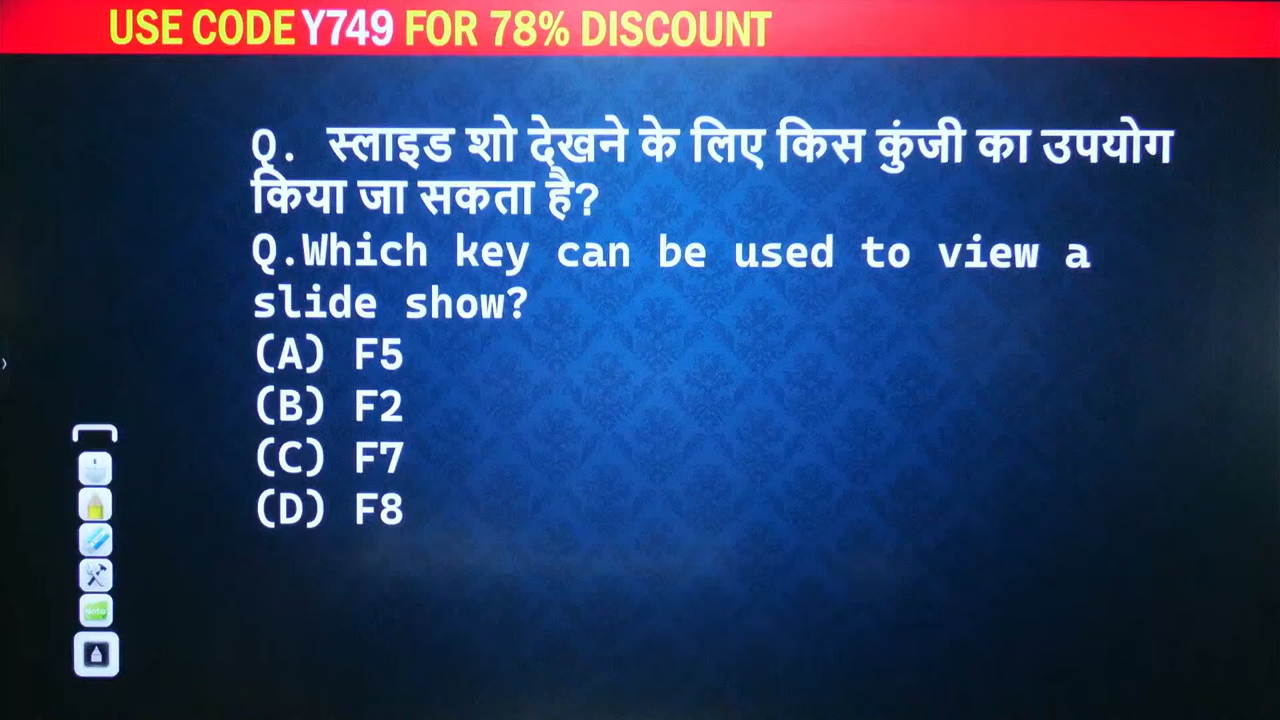 USE CODE Y749 FOR 78% DISCOUNT
Q. स्लाइड शो देखने के लिए किस कुंजी का उपयोग
किया जा सकता है?
Q.Which key can be used to view a
slide show?
(A) F5
(B) F2
(C) F7
(D) F8
Note